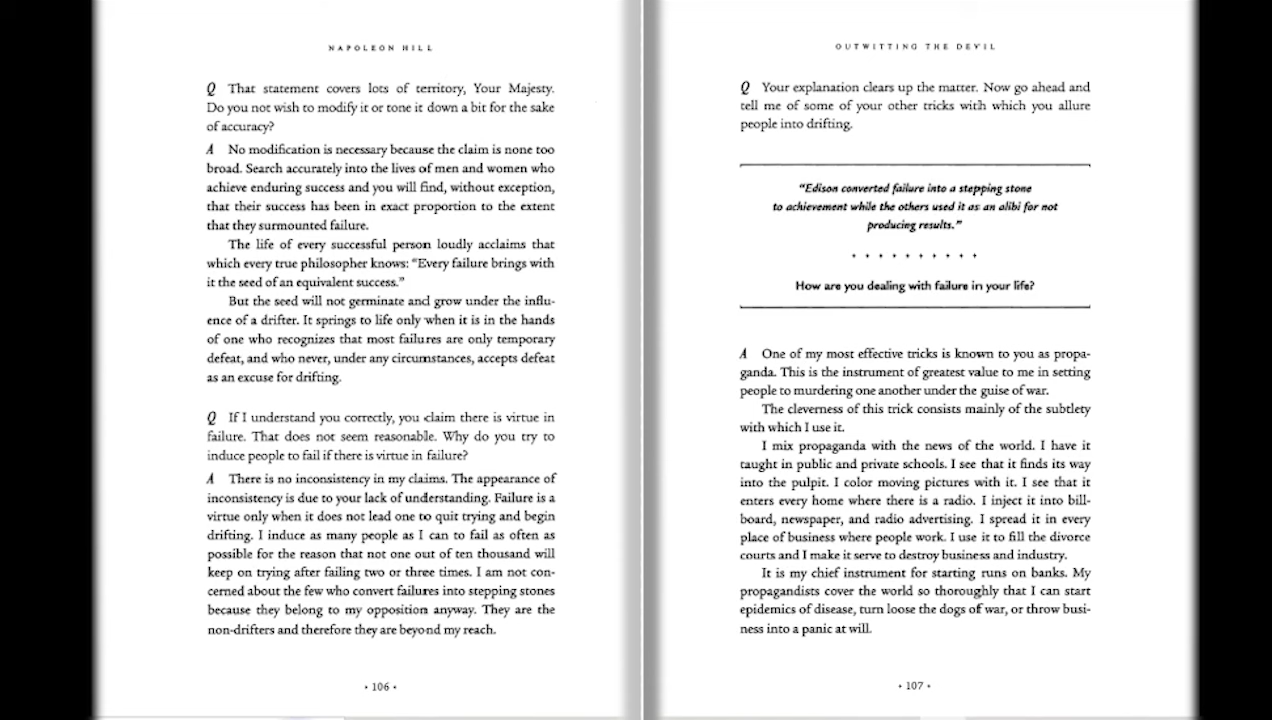 NAPOLEON HILL
Q That statement covers lots of territory, Your Majesty.
Do you not wish to modify it or tone it down a bit for the sake
of accuracy?
A No modification is necessary because the claim is none too
broad. Search accurately into the lives of men and women who
achieve enduring success and you will find, without exception,
that their success has been in exact proportion to the extent
that they surmounted failure.
The life of every successful person loudly acclaims that
which every true philosopher knows: “Every failure brings with
it the seed of an equivalent success.”
But the seed will not germinate and grow under the influ-
ence of a drifter. It springs to life only when it is in the hands
of one who recognizes that most failures are only temporary
defeat, and who never, under any circumstances, accepts defeat
as an excuse for drifting.
Q If I understand you correctly, you claim there is virtue in
failure. That does not seem reasonable. Why do you try to
induce people to fail if there is virtue in failure?
A There is no inconsistency in my claims. The appearance of
inconsistency is due to your lack of understanding. Failure is a
virtue only when it does not lead one to quit trying and begin
drifting. I induce as many people as I can to fail as often as
possible for the reason that not one out of ten thousand will
keep on trying after failing two or three times. I am not con-
cerned about the few who convert failures into stepping stones
because they belong to my opposition anyway. They are the
non-drifters and therefore they are beyond my reach.
• 106 •
OUTWITTING THE DEVIL
Q Your explanation clears up the matter. Now go ahead and
tell me of some of your other tricks with which you allure
people into drifting.
“Edison converted failure into a stepping stone
to achievement while the others used it as an alibi for not
producing results.”
How are you dealing with failure in your life?
A One of my most effective tricks is known to you as propa-
ganda. This is the instrument of greatest value to me in setting
people to murdering one another under the guise of war.
The cleverness of this trick consists mainly of the subtlety
with which I use it.
I mix propaganda with the news of the world. I have it
taught in public and private schools. I see that it finds its way
into the pulpit. I color moving pictures with it. I see that it
enters every home where there is a radio. I inject it into bill-
board, newspaper, and radio advertising. I spread it in every
place of business where people work. I use it to fill the divorce
courts and I make it serve to destroy business and industry.
It is my chief instrument for starting runs on banks. My
propagandists cover the world so thoroughly that I can start
epidemics of disease, turn loose the dogs of war, or throw busi-
ness into a panic at will.
• 107 •